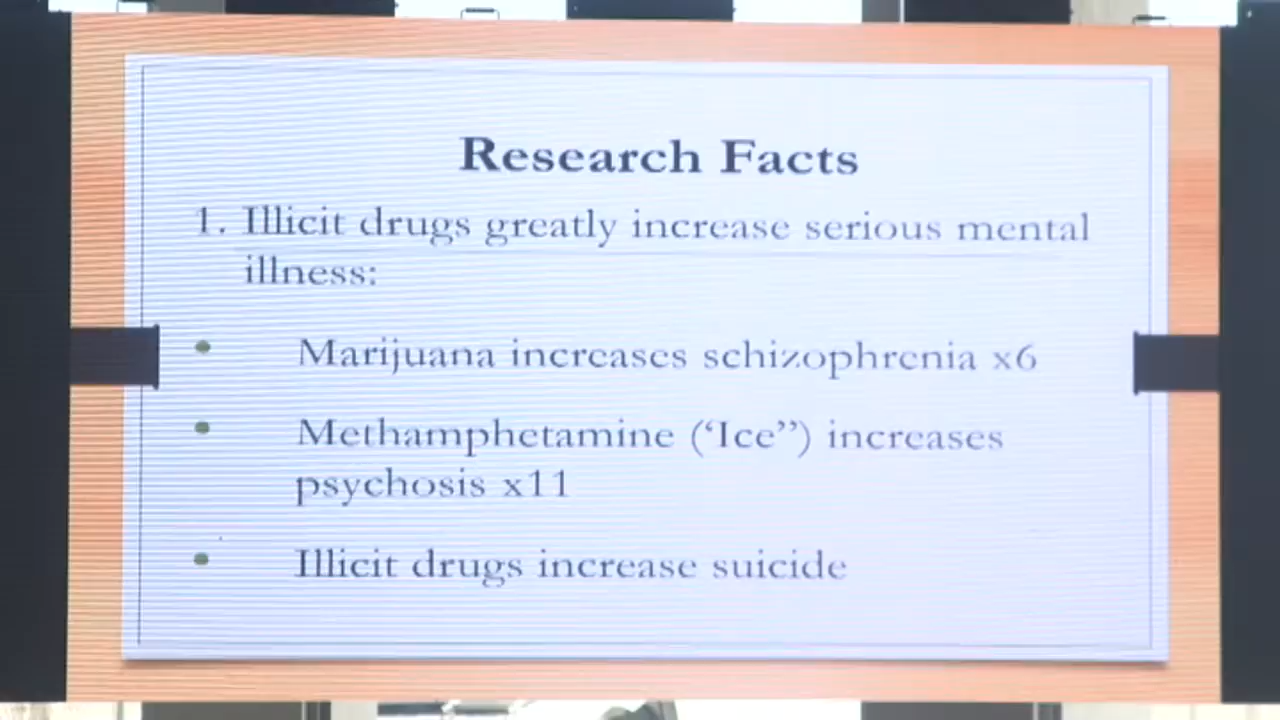 Research Facts
1. Illicit drugs greatly increase serious mental
illness:
• Marijuana increases schizophrenia x6
• Methamphetamine (‘Ice”) increases
psychosis x11
• Illicit drugs increase suicide